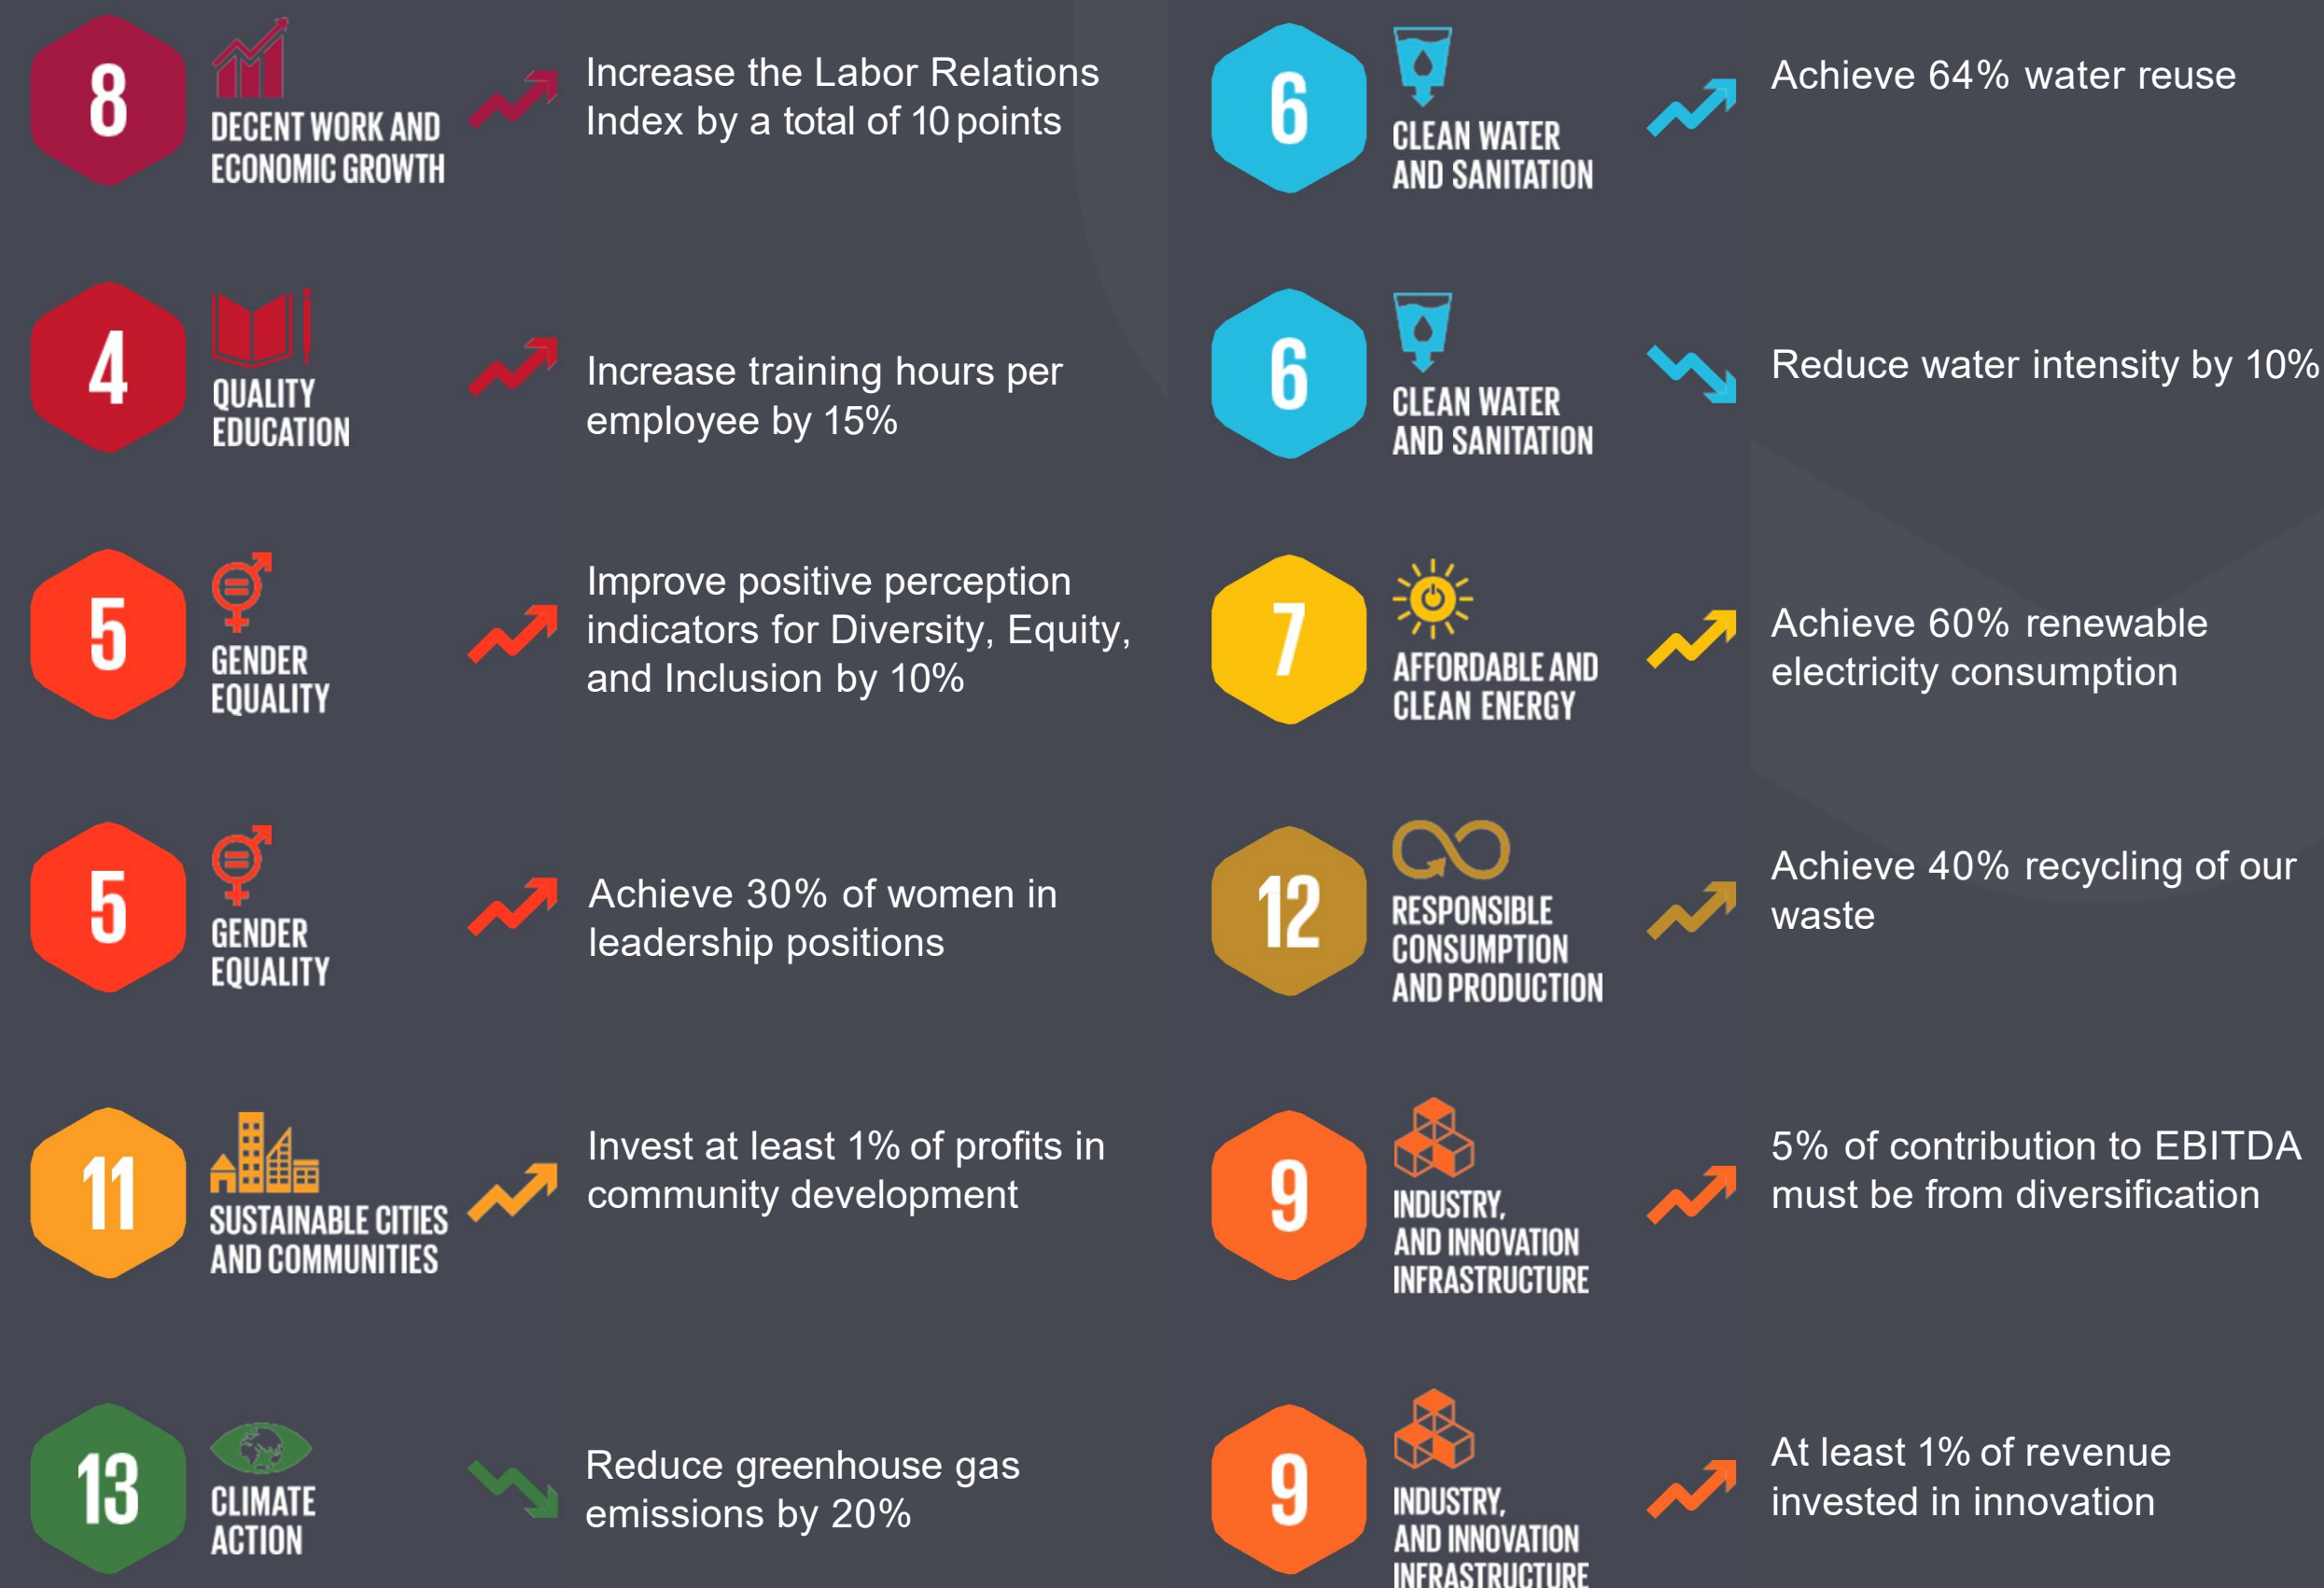 8
DECENT WORK AND
ECONOMIC GROWTH
Increase the Labor Relations
Index by a total of 10 points
4
QUALITY
EDUCATION
Increase training hours per
employee by 15%
5
GENDER
EQUALITY
Improve positive perception
indicators for Diversity, Equity,
and Inclusion by 10%
5
GENDER
EQUALITY
Achieve 30% of women in
leadership positions
11
SUSTAINABLE CITIES
AND COMMUNITIES
Invest at least 1% of profits in
community development
13
CLIMATE
ACTION
Reduce greenhouse gas
emissions by 20%
6
CLEAN WATER
AND SANITATION
Achieve 64% water reuse
6
CLEAN WATER
AND SANITATION
Reduce water intensity by 10%
7
AFFORDABLE AND
CLEAN ENERGY
Achieve 60% renewable
electricity consumption
12
RESPONSIBLE
CONSUMPTION
AND PRODUCTION
Achieve 40% recycling of our
waste
9
INDUSTRY,
AND INNOVATION
INFRASTRUCTURE
5% of contribution to EBITDA
must be from diversification
9
INDUSTRY,
AND INNOVATION
INFRASTRUCTURE
At least 1% of revenue
invested in innovation